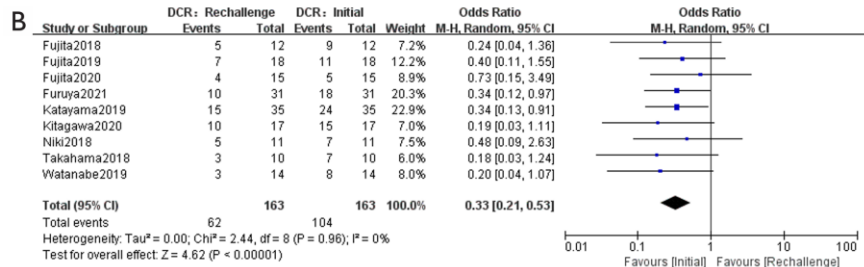 B
DCR: Rechallenge DCR: Initial Odds Ratio Odds Ratio
Study or Subgroup Events Total Events Total Weight M-H, Random, 95% CI M-H, Random, 95% CI
Fujita2018 5 12 9 12 7.2% 0.24 [0.04, 1.36]
Fujita2019 7 18 11 18 12.2% 0.40 [0.11, 1.55]
Fujita2020 4 15 5 15 8.9% 0.73 [0.15, 3.49]
Furuya2021 10 31 18 31 20.3% 0.34 [0.12, 0.97]
Katayama2019 15 35 24 35 22.9% 0.34 [0.13, 0.91]
Kitagawa2020 10 17 15 17 7.0% 0.19 [0.03, 1.11]
Niki2018 5 11 7 11 7.7% 0.48 [0.09, 2.63]
Takahama2018 3 10 7 10 6.0% 0.18 [0.03, 1.24]
Watanabe2019 3 14 8 14 7.8% 0.20 [0.04, 1.07]
Total (95% CI) 163 163 100.0% 0.33 [0.21, 0.53]
Total events 62 104
Heterogeneity: Tau² = 0.00; Chi² = 2.44, df = 8 (P = 0.96); I² = 0%
Test for overall effect: Z = 4.62 (P < 0.00001)
0.01 0.1 1 10 100
Favours [Initial] Favours [Rechallenge]